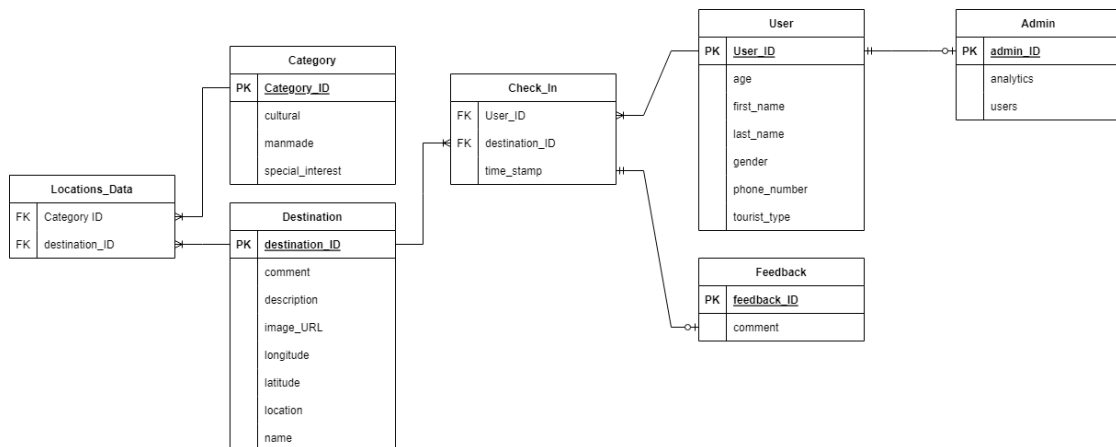 User
PK User_ID
age
first_name
last_name
gender
phone_number
tourist_type
Admin
PK admin_ID
analytics
users
Category
PK Category_ID
cultural
manmade
special_interest
Check_In
FK User_ID
FK destination_ID
time_stamp
Locations_Data
FK Category ID
FK destination_ID
Destination
PK destination_ID
comment
description
image_URL
longitude
latitude
location
name
Feedback
PK feedback_ID
comment